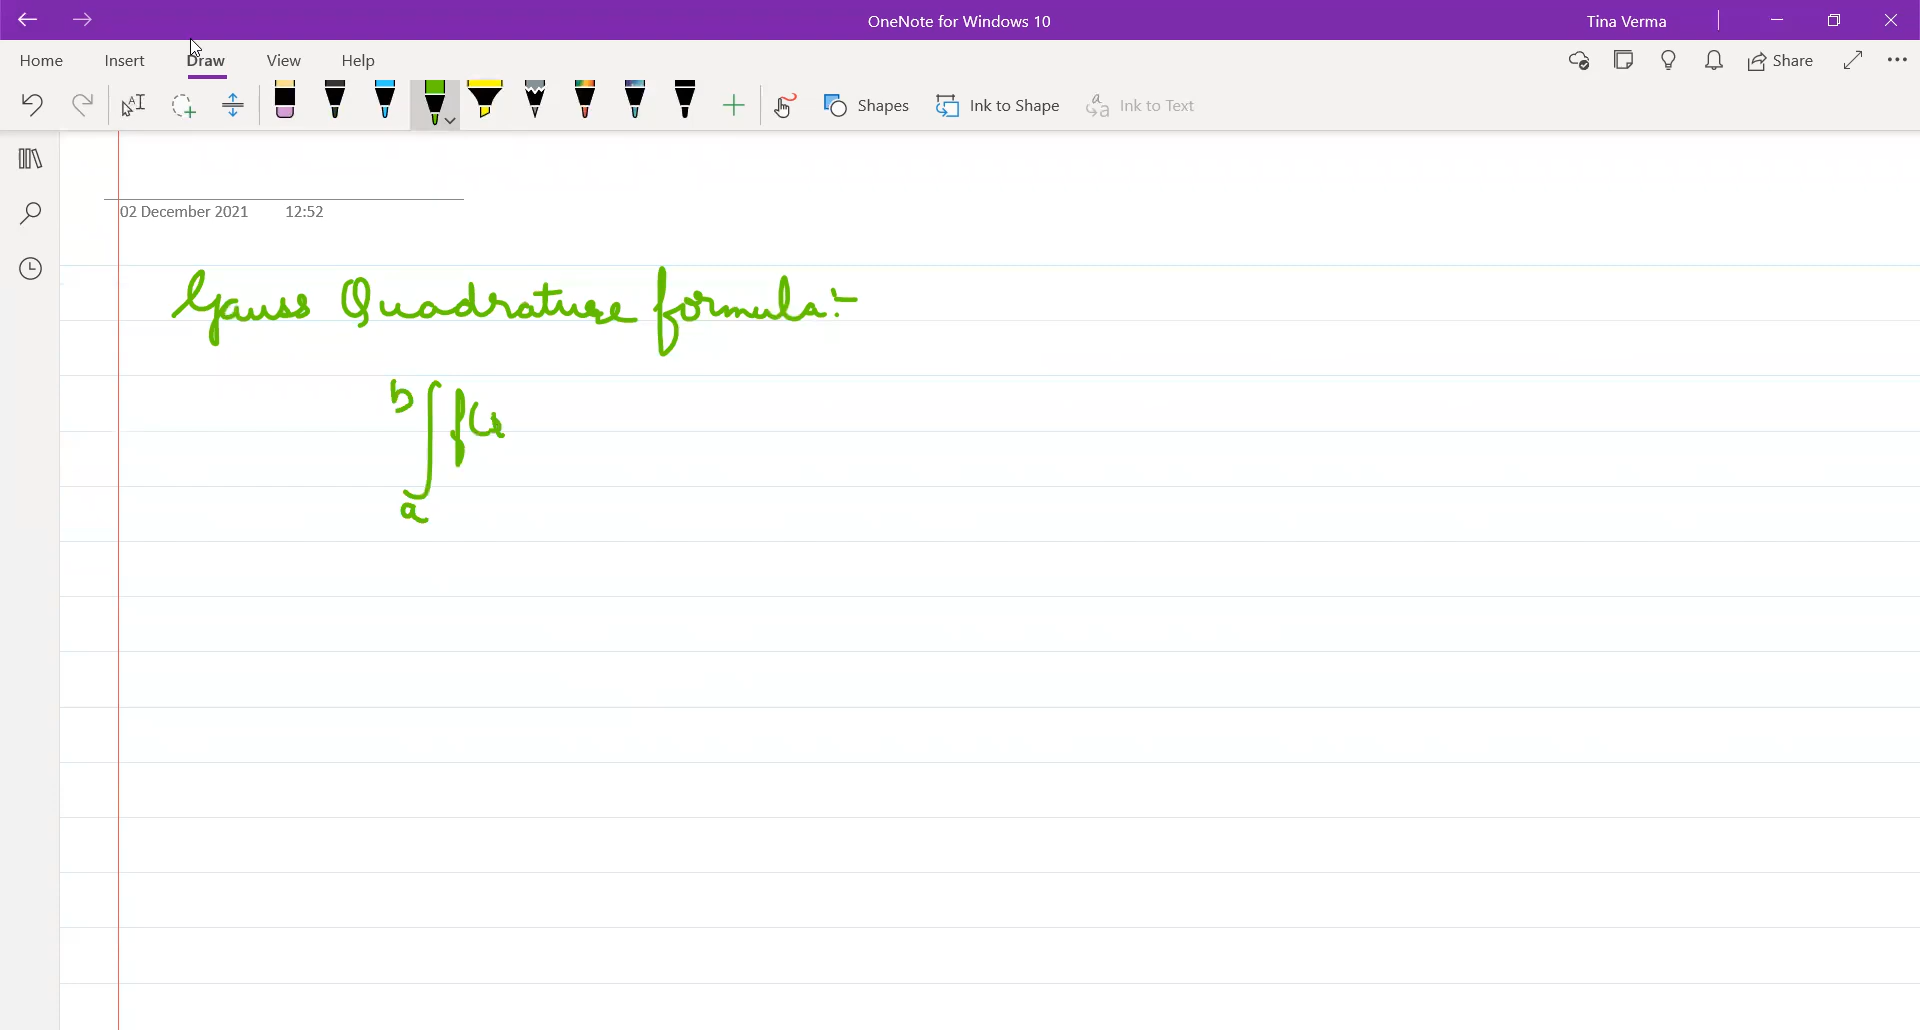 OneNote for Windows 10
Tina Verma
Home Insert Draw View Help
Share
Shapes Ink to Shape Ink to Text
02 December 2021 12:52
Gauss Quadrature formula:-
b
∫ f(x
a